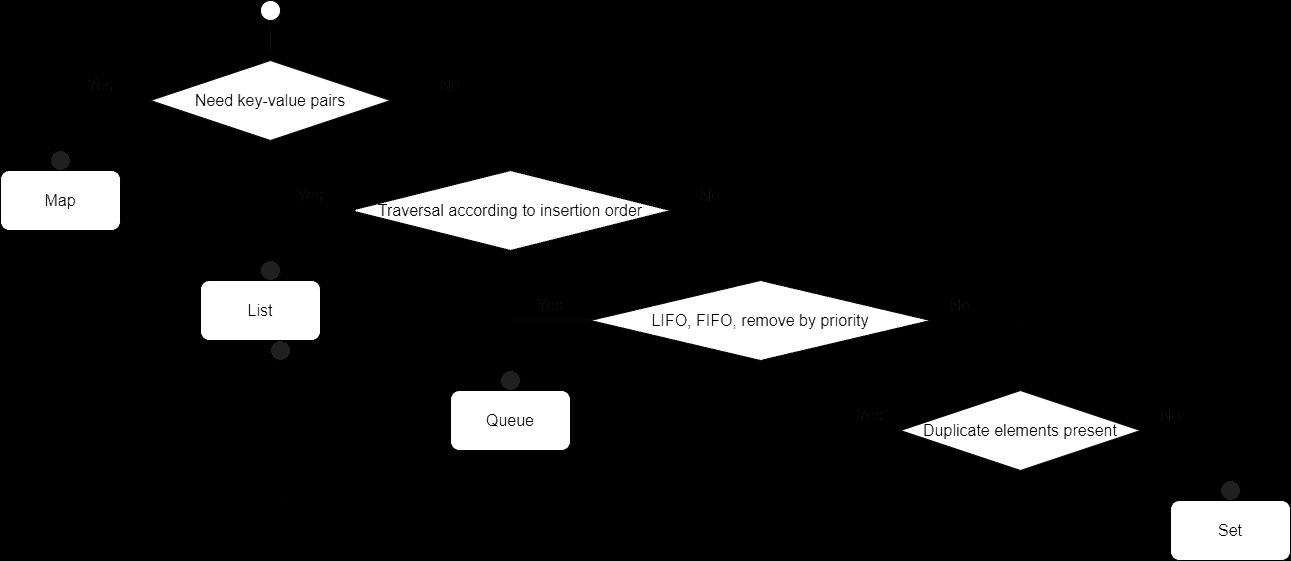 Yes
No
Need key-value pairs
Map
Yes
No
Traversal according to insertion order
List
Yes
No
LIFO, FIFO, remove by priority
Queue
Yes
No
Duplicate elements present
Set